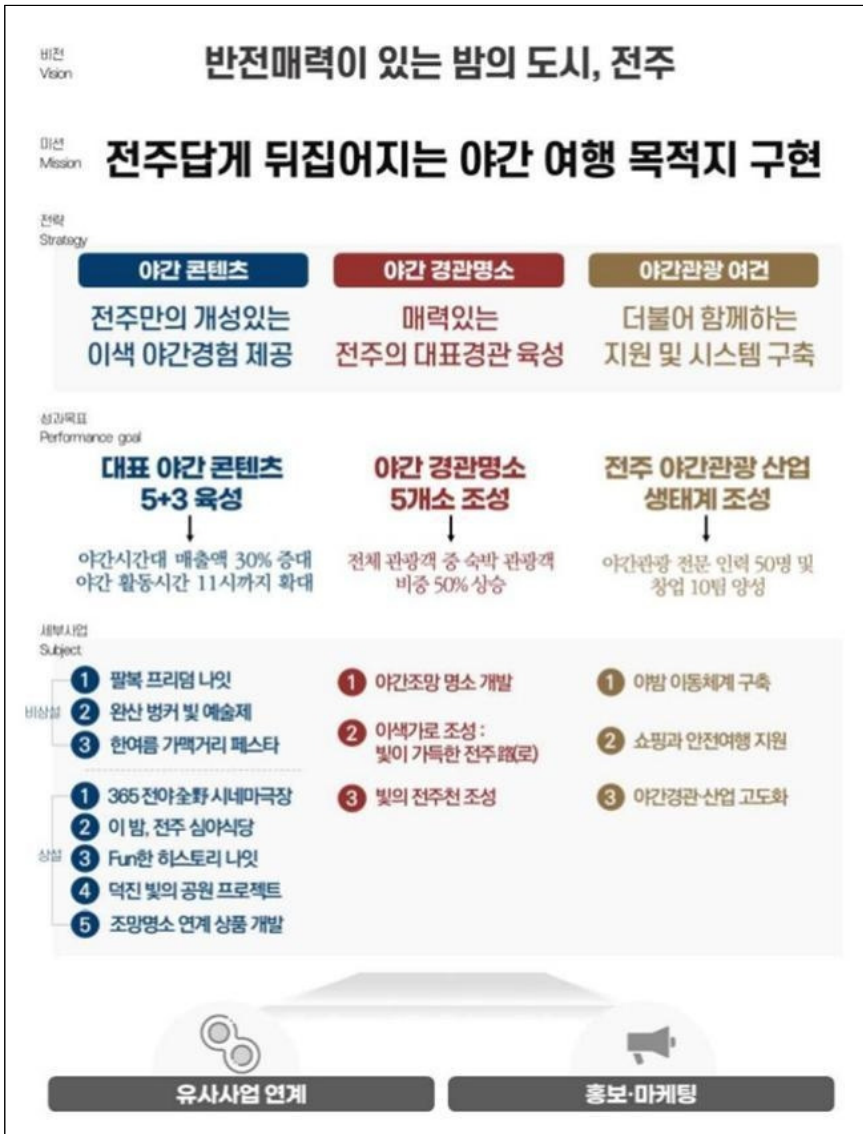 비전
Vision
반전매력이 있는 밤의 도시, 전주
미션
Mission
전주답게 뒤집어지는 야간 여행 목적지 구현
전략
Strategy
야간 콘텐츠
전주만의 개성있는
이색 야간경험 제공
야간 경관명소
매력있는
전주의 대표경관 육성
야간관광 여건
더불어 함께하는
지원 및 시스템 구축
성과목표
Performance goal
대표 야간 콘텐츠
5+3 육성
야간시간대 매출액 30% 증대
야간 활동시간 11시까지 확대
야간 경관명소
5개소 조성
전체 관광객 중 숙박 관광객
비중 50% 상승
전주 야간관광 산업
생태계 조성
야간관광 전문 인력 50명 및
창업 10팀 양성
세부사업
Subject
비상설
1 팔복 프리덤 나잇
2 완산 벙커 빛 예술제
3 한여름 가맥거리 페스타
상설
1 365 전야全野 시네마극장
2 이 밤, 전주 심야식당
3 Fun한 히스토리 나잇
4 덕진 빛의 공원 프로젝트
5 조망명소 연계 상품 개발
1 야간조망 명소 개발
2 이색가로 조성 :
빛이 가득한 전주路(로)
3 빛의 전주천 조성
1 야밤 이동체계 구축
2 쇼핑과 안전여행 지원
3 야간경관·산업 고도화
유사사업 연계
홍보·마케팅